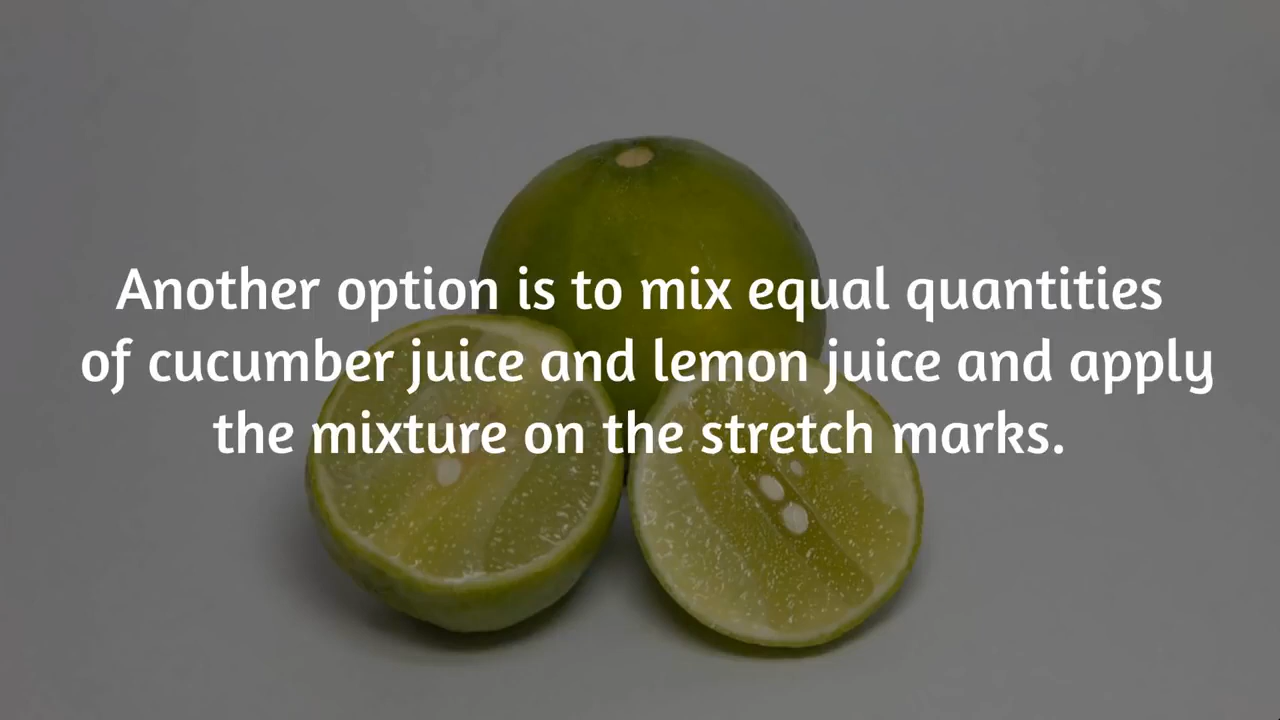 Another option is to mix equal quantities
of cucumber juice and lemon juice and apply
the mixture on the stretch marks.